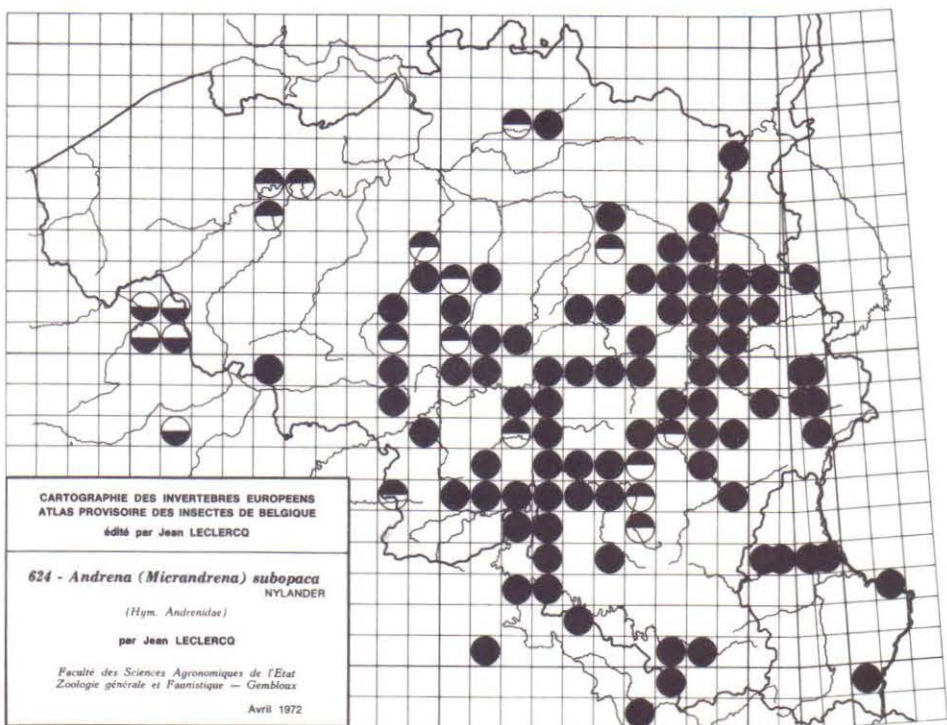 CARTOGRAPHIE DES INVERTEBRES EUROPEENS
ATLAS PROVISOIRE DES INSECTES DE BELGIQUE
édité par Jean LECLERCQ
624 - Andrena (Micrandrena) subopaca
NYLANDER
(Hym. Andrenidae)
par Jean LECLERCQ
Faculté des Sciences Agronomiques de l'Etat
Zoologie générale et Faunistique — Gembloux
Avril 1972